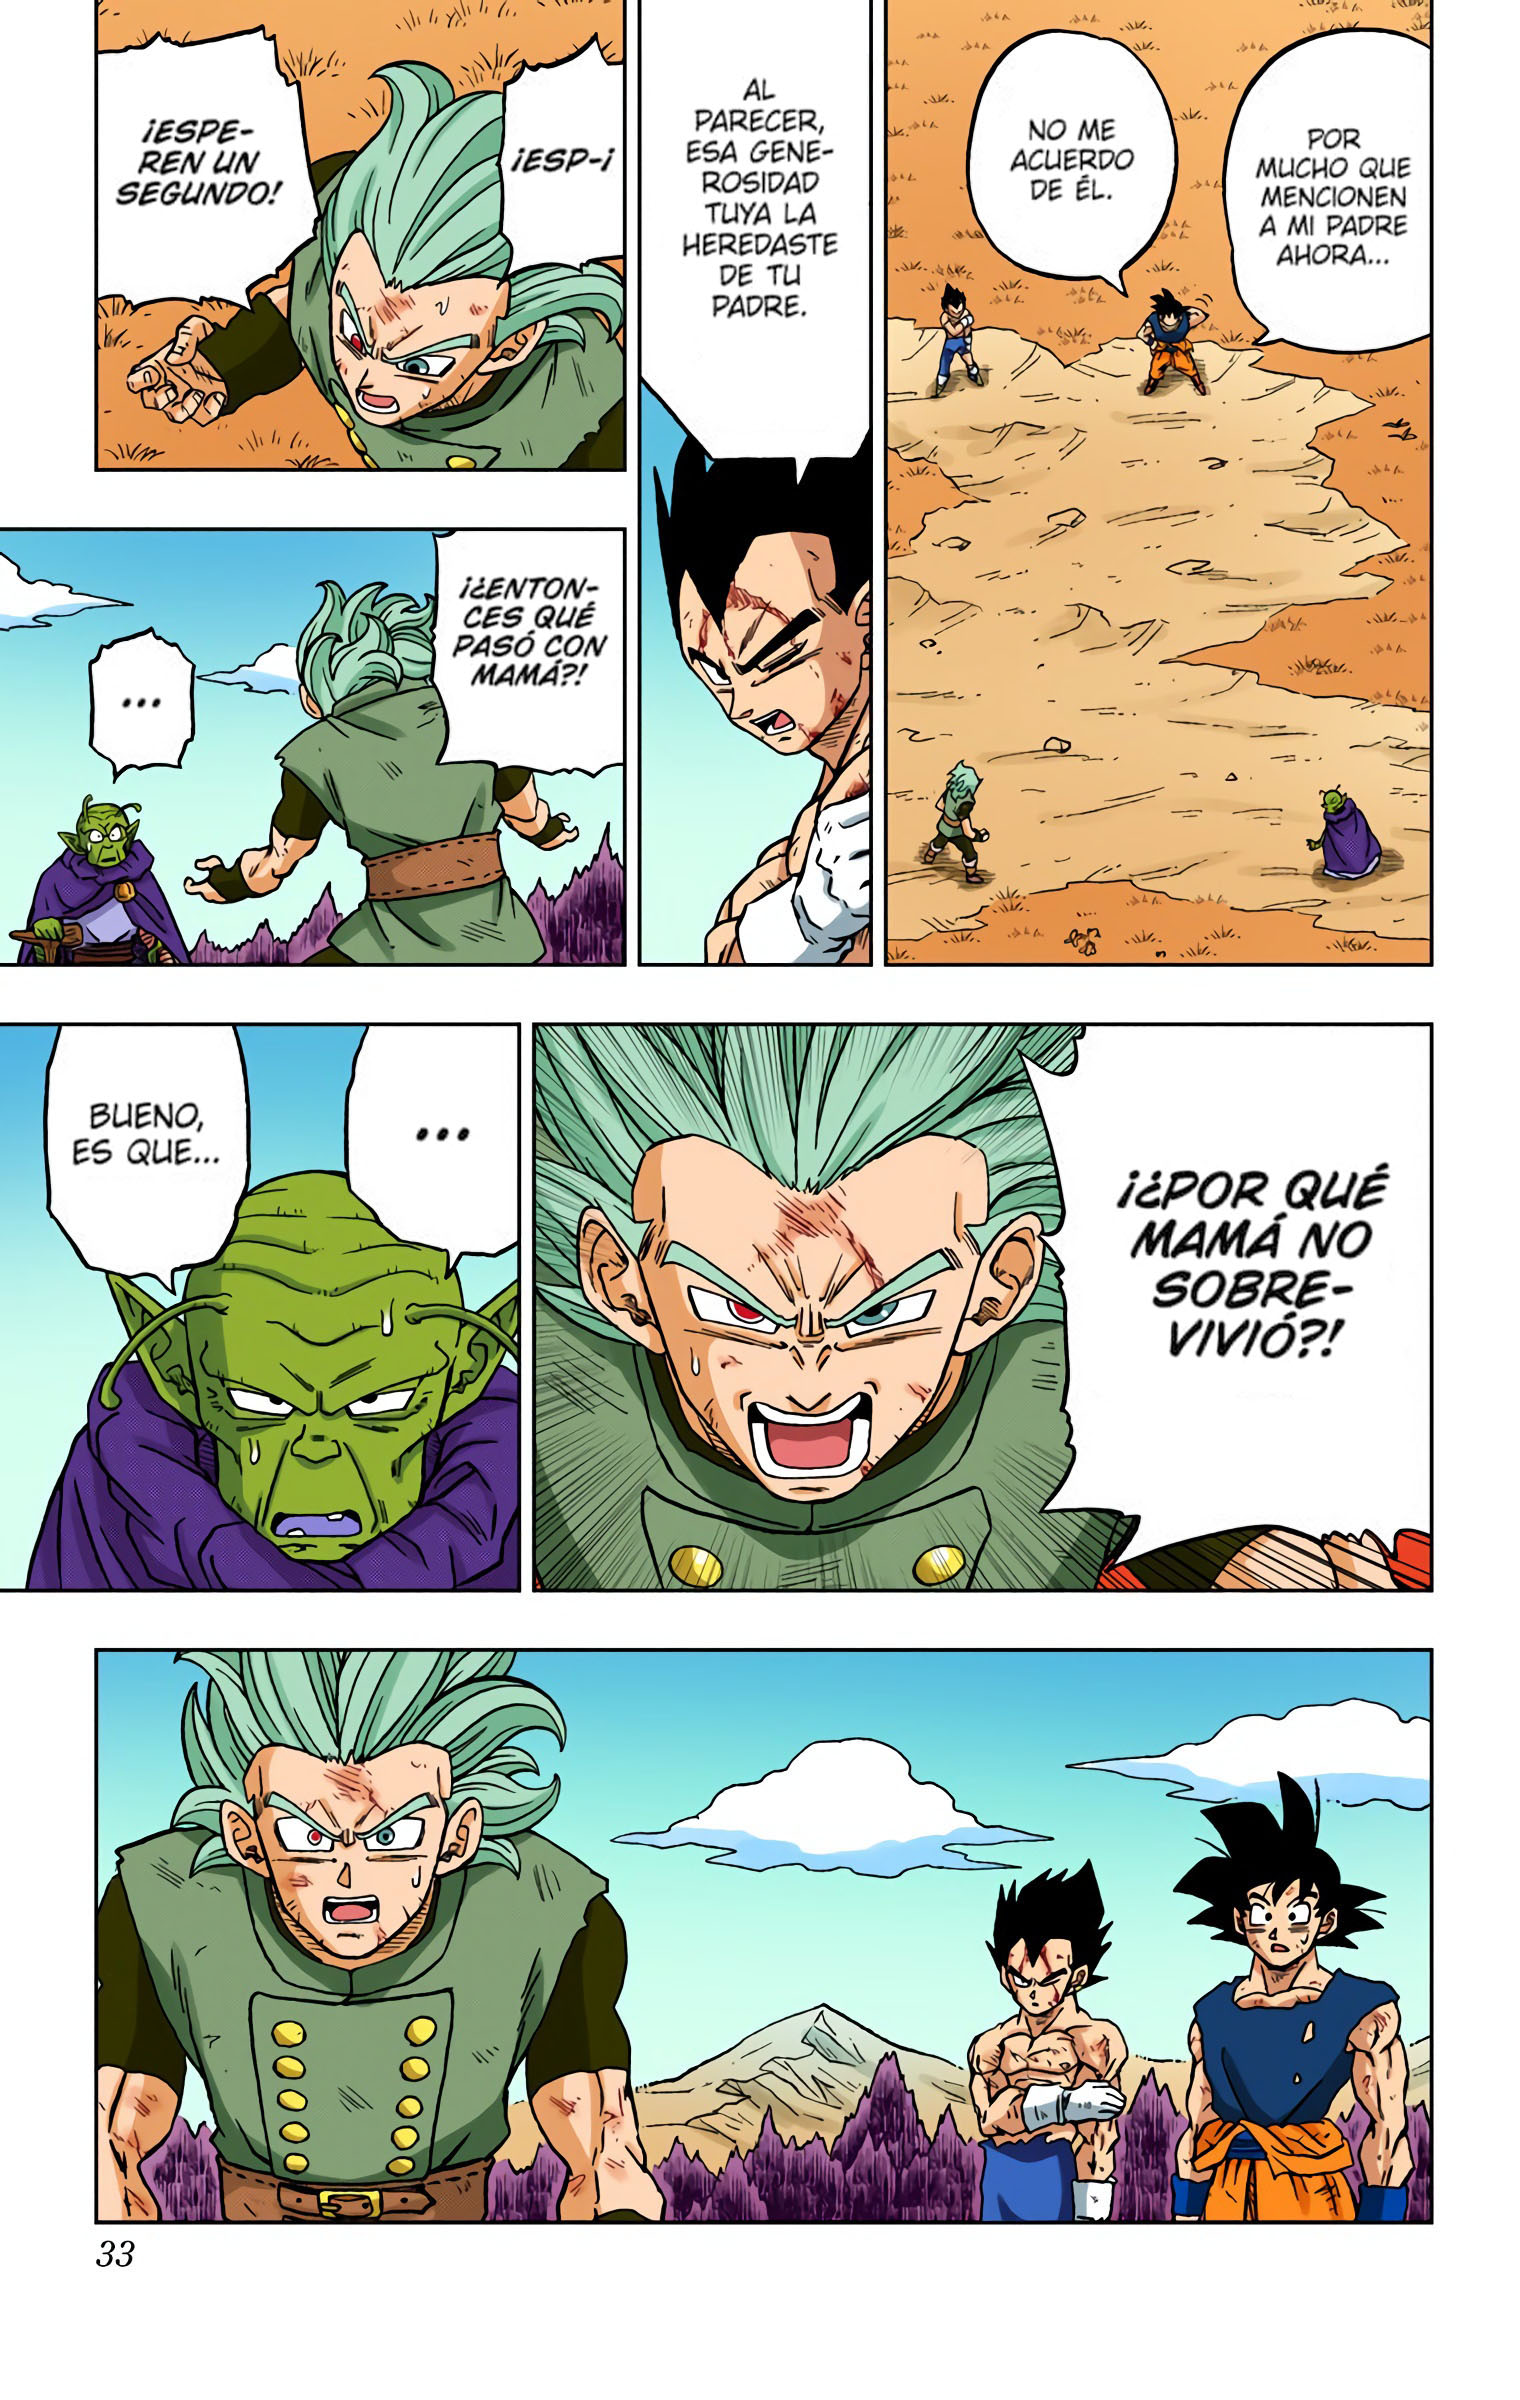 POR
MUCHO QUE
MENCIONEN
A MI PADRE
AHORA...
NO ME
ACUERDO
DE ÉL.
AL
PARECER,
ESA GENE-
ROSIDAD
TUYA LA
HEREDASTE
DE TU
PADRE.
¡ESP-¡
¡ESPE-
REN UN
SEGUNDO!
¡¿ENTON-
CES QUÉ
PASÓ CON
MAMÁ?!
...
¡¿POR QUÉ
MAMÁ NO
SOBRE-
VIVIÓ?!
...
BUENO,
ES QUE...
33